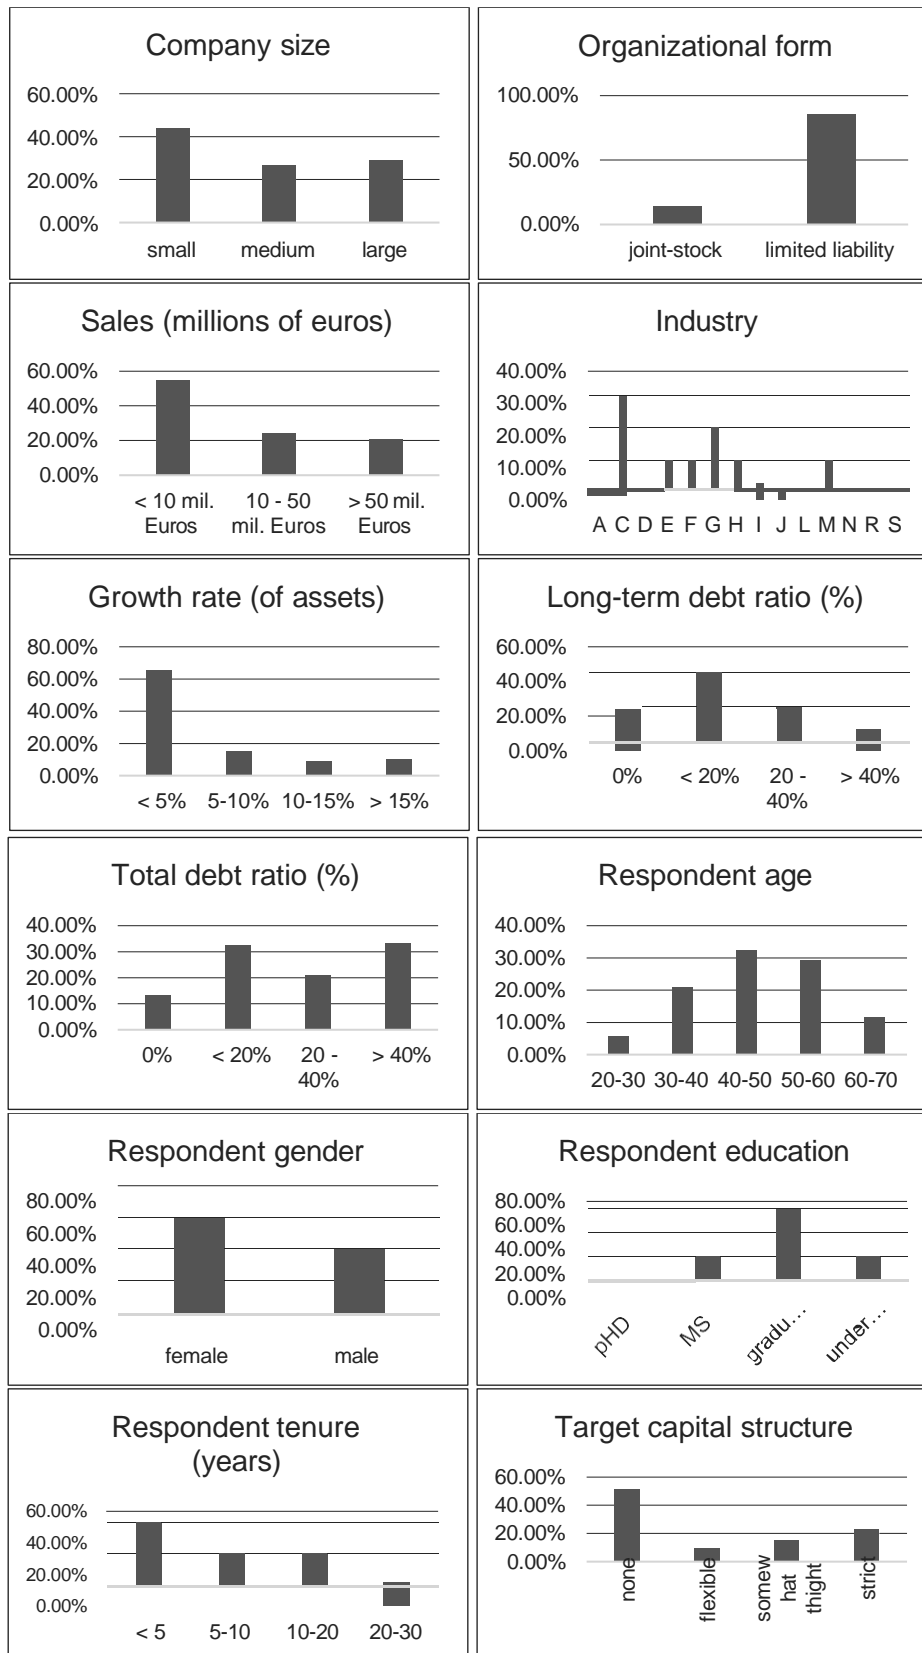 Company size
60.00%
40.00%
20.00%
0.00%
small medium large
Organizational form
100.00%
50.00%
0.00%
joint-stock limited liability
Sales (millions of euros)
60.00%
40.00%
20.00%
0.00%
< 10 mil. 10 - 50 > 50 mil.
Euros mil. Euros Euros
Industry
40.00%
30.00%
20.00%
10.00%
0.00%
A C D E F G H I J L M N R S
Growth rate (of assets)
80.00%
60.00%
40.00%
20.00%
0.00%
< 5% 5-10% 10-15% > 15%
Long-term debt ratio (%)
60.00%
40.00%
20.00%
0.00%
0% < 20% 20 - > 40%
40%
Total debt ratio (%)
40.00%
30.00%
20.00%
10.00%
0.00%
0% < 20% 20 - > 40%
40%
Respondent age
40.00%
30.00%
20.00%
10.00%
0.00%
20-30 30-40 40-50 50-60 60-70
Respondent gender
80.00%
60.00%
40.00%
20.00%
0.00%
female male
Respondent education
80.00%
60.00%
40.00%
20.00%
0.00%
pHD MS gradu... under...
Respondent tenure
(years)
60.00%
40.00%
20.00%
0.00%
< 5 5-10 10-20 20-30
Target capital structure
60.00%
40.00%
20.00%
0.00%
none
flexible
somew
hat
thight
strict